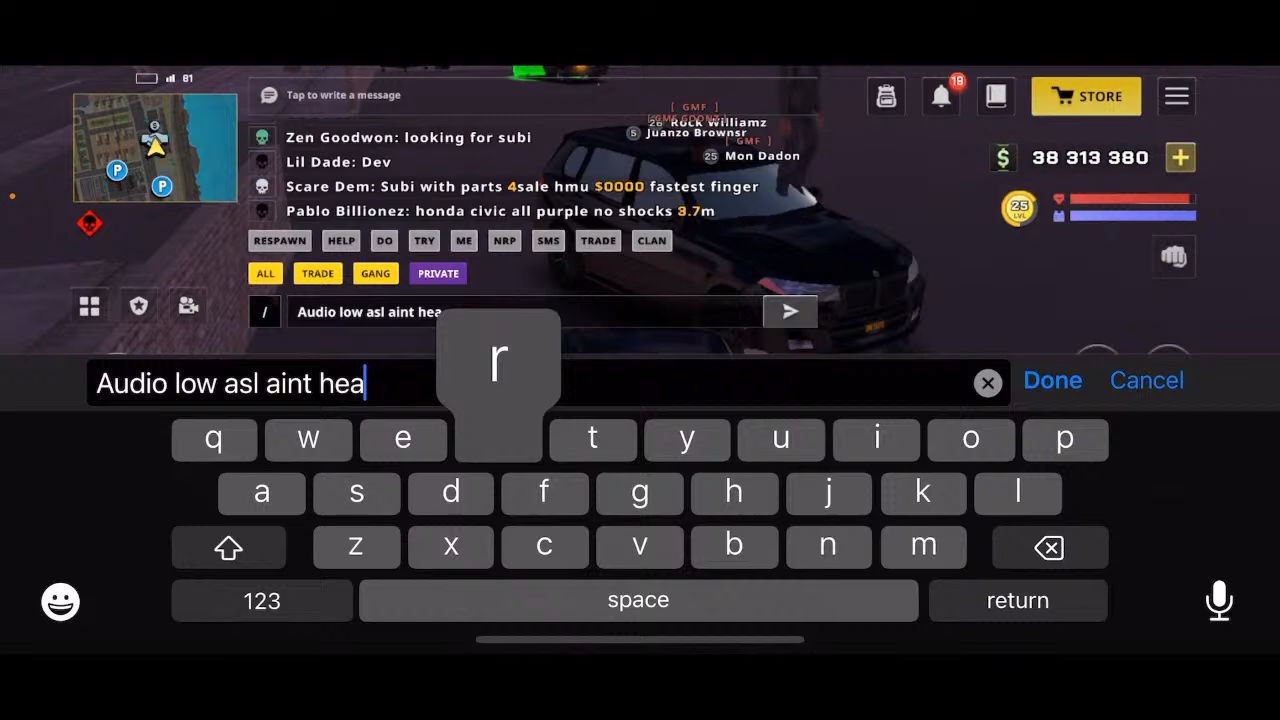 81
Tap to write a message
19
STORE
[ GMF ]
Rock Williamz
5 Juanzo Brownsr
[ GMF ]
25 Mon Dadon
Zen Goodwon: looking for subi
Lil Dade: Dev
Scare Dem: Subi with parts 4sale hmu $0000 fastest finger
Pablo Billionez: honda civic all purple no shocks 3.7m
$ 38 313 380 +
25
LVL
P
P
RESPAWN HELP DO TRY ME NRP SMS TRADE CLAN
ALL TRADE GANG PRIVATE
/ Audio low asl aint hea
Audio low asl aint hea
Done Cancel
r
q w e t y u i o p
a s d f g h j k l
z x c v b n m
123 space return